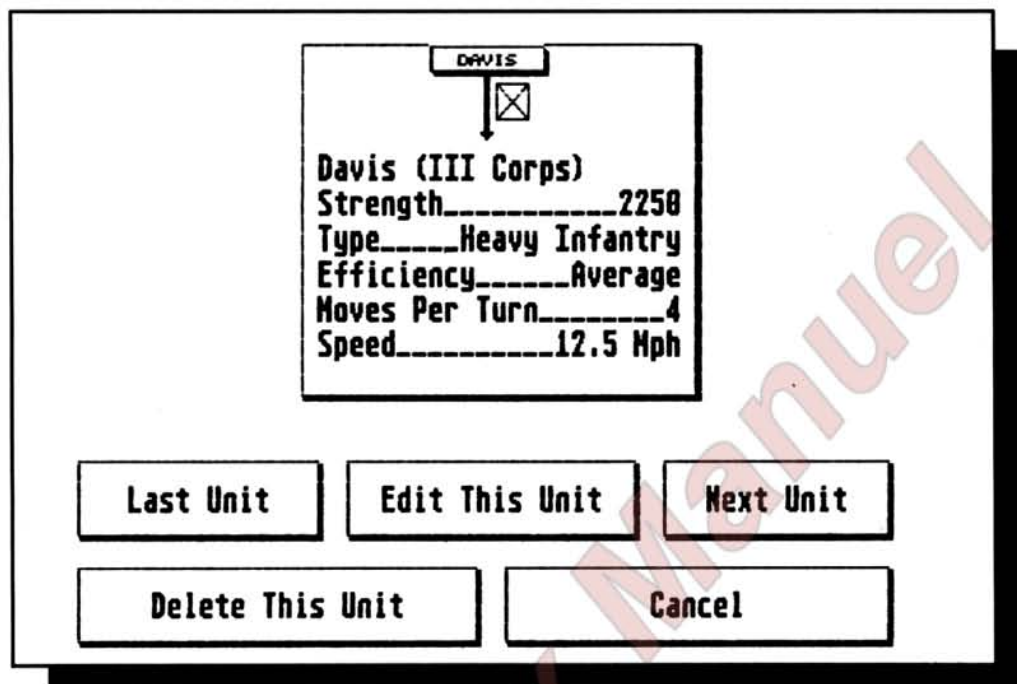 DAVIS
Davis (III Corps)
Strength___________2250
Type_____Heavy Infantry
Efficiency______Average
Moves Per Turn________4
Speed__________12.5 Mph
Last Unit
Edit This Unit
Next Unit
Delete This Unit
Cancel
Manuel